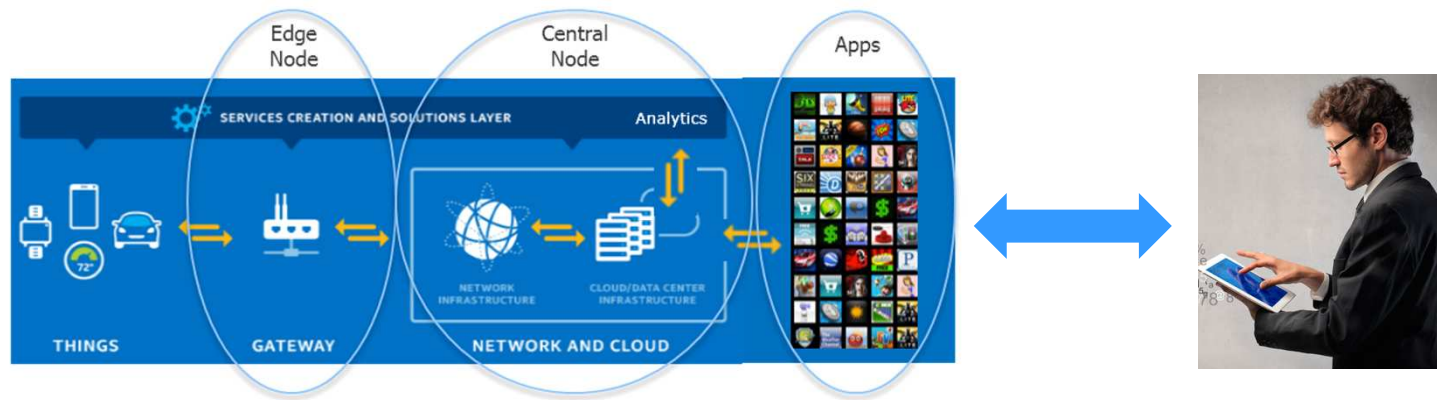 Edge
Node
Central
Node
Apps
SERVICES CREATION AND SOLUTIONS LAYER
Analytics
72°
NETWORK
INFRASTRUCTURE
CLOUD/DATA CENTER
INFRASTRUCTURE
THINGS
GATEWAY
NETWORK AND CLOUD